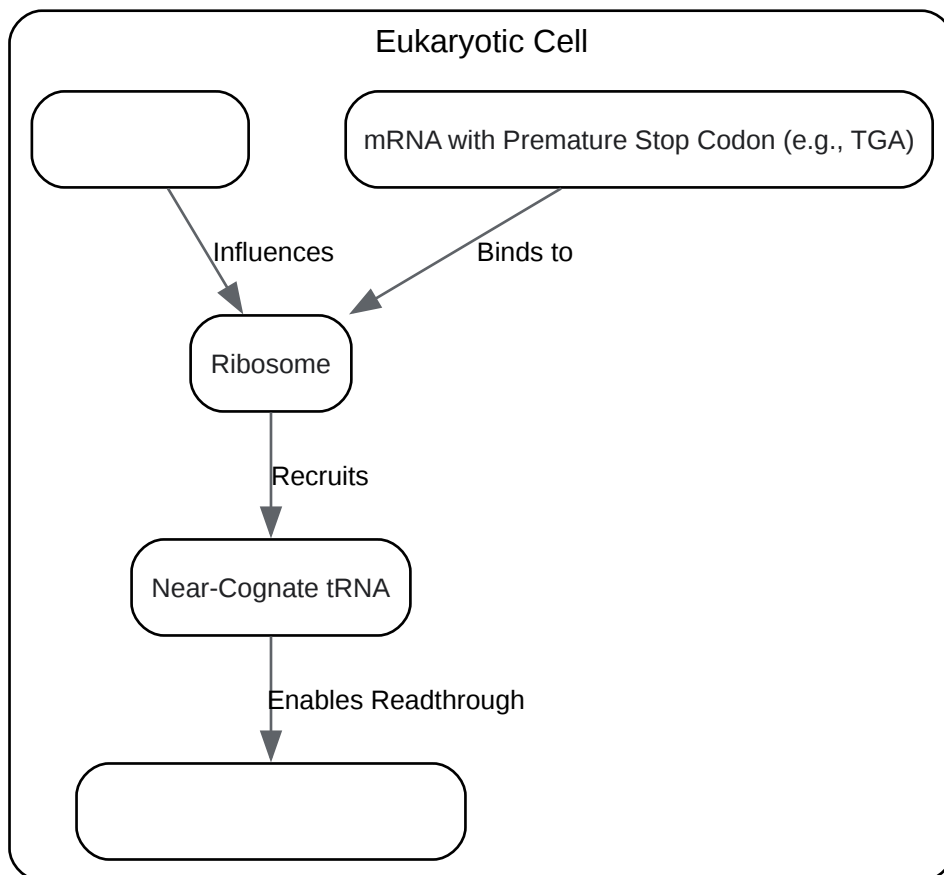 Eukaryotic Cell
mRNA with Premature Stop Codon (e.g., TGA)
Influences
Binds to
Ribosome
Recruits
Near-Cognate tRNA
Enables Readthrough